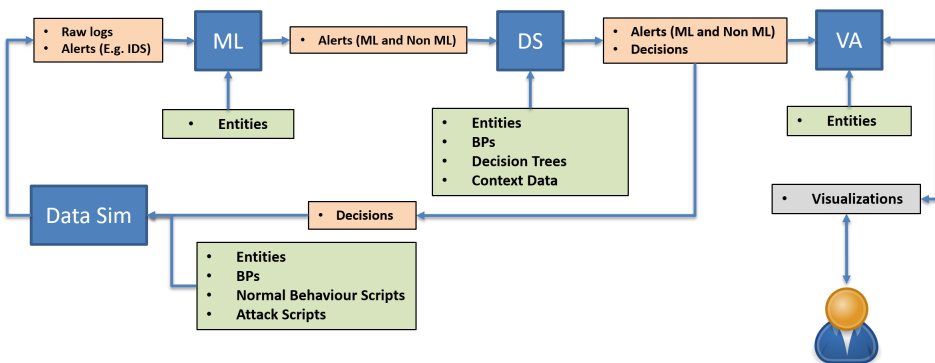 • Raw logs
• Alerts (E.g. IDS)
ML
• Alerts (ML and Non ML)
DS
• Alerts (ML and Non ML)
• Decisions
VA
• Entities
• Entities
• BPs
• Decision Trees
• Context Data
• Entities
Data Sim
• Decisions
• Visualizations
• Entities
• BPs
• Normal Behaviour Scripts
• Attack Scripts